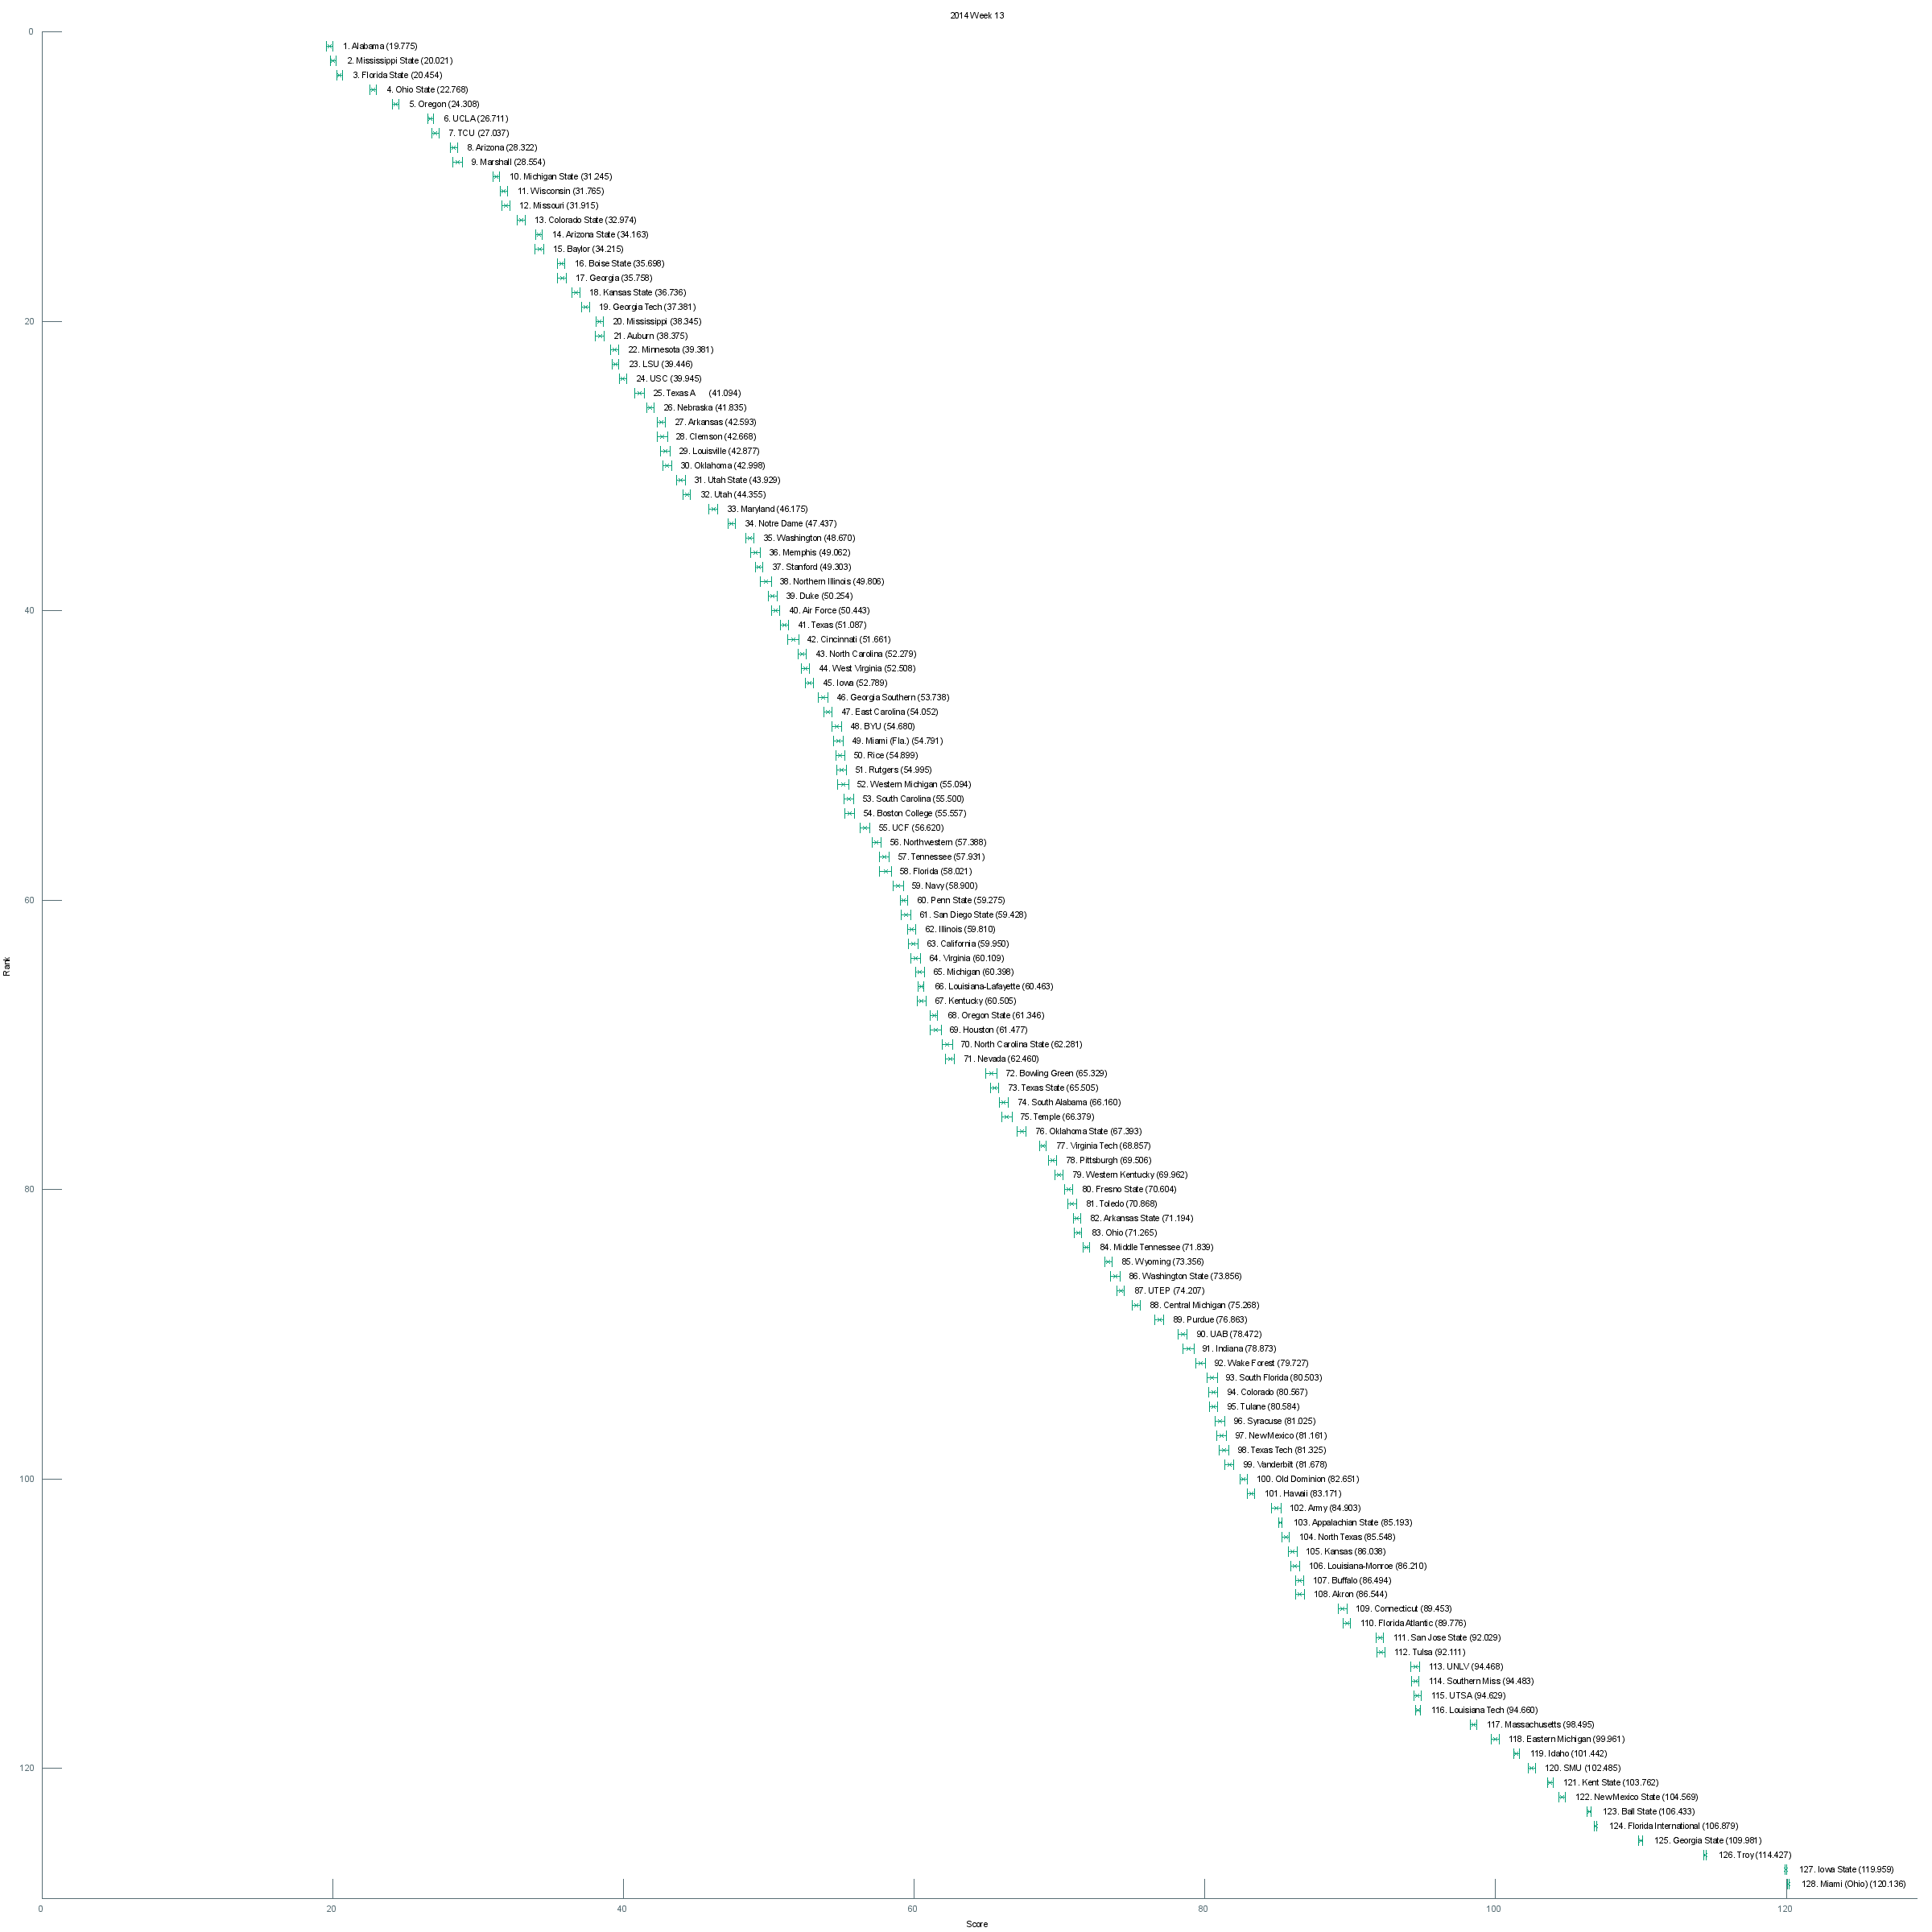 2014 Week 13
0
1. Alabama (19.775)
2. Mississippi State (20.021)
3. Florida State (20.454)
4. Ohio State (22.768)
5. Oregon (24.308)
6. UCLA (26.711)
7. TCU (27.037)
8. Arizona (28.322)
9. Marshall (28.554)
10. Michigan State (31.245)
11. Wisconsin (31.765)
12. Missouri (31.915)
13. Colorado State (32.974)
14. Arizona State (34.163)
15. Baylor (34.215)
16. Boise State (35.698)
17. Georgia (35.758)
18. Kansas State (36.736)
19. Georgia Tech (37.381)
20
20. Mississippi (38.345)
21. Auburn (38.375)
22. Minnesota (39.381)
23. LSU (39.446)
24. USC (39.945)
25. Texas A (41.094)
26. Nebraska (41.835)
27. Arkansas (42.593)
28. Clemson (42.668)
29. Louisville (42.877)
30. Oklahoma (42.998)
31. Utah State (43.929)
32. Utah (44.355)
33. Maryland (46.175)
34. Notre Dame (47.437)
35. Washington (48.670)
36. Memphis (49.062)
37. Stanford (49.303)
38. Northern Illinois (49.806)
39. Duke (50.254)
40
40. Air Force (50.443)
41. Texas (51.087)
42. Cincinnati (51.661)
43. North Carolina (52.279)
44. West Virginia (52.508)
45. Iowa (52.789)
46. Georgia Southern (53.738)
47. East Carolina (54.052)
48. BYU (54.680)
49. Miami (Fla.) (54.791)
50. Rice (54.899)
51. Rutgers (54.995)
52. Western Michigan (55.094)
53. South Carolina (55.500)
54. Boston College (55.557)
55. UCF (56.620)
56. Northwestern (57.388)
57. Tennessee (57.931)
58. Florida (58.021)
59. Navy (58.900)
60
60. Penn State (59.275)
61. San Diego State (59.428)
62. Illinois (59.810)
63. California (59.950)
64. Virginia (60.109)
Rank
65. Michigan (60.398)
66. Louisiana-Lafayette (60.463)
67. Kentucky (60.505)
68. Oregon State (61.346)
69. Houston (61.477)
70. North Carolina State (62.281)
71. Nevada (62.460)
72. Bowling Green (65.329)
73. Texas State (65.505)
74. South Alabama (66.160)
75. Temple (66.379)
76. Oklahoma State (67.393)
77. Virginia Tech (68.857)
78. Pittsburgh (69.506)
79. Western Kentucky (69.962)
80
80. Fresno State (70.604)
81. Toledo (70.868)
82. Arkansas State (71.194)
83. Ohio (71.265)
84. Middle Tennessee (71.839)
85. Wyoming (73.356)
86. Washington State (73.856)
87. UTEP (74.207)
88. Central Michigan (75.268)
89. Purdue (76.863)
90. UAB (78.472)
91. Indiana (78.873)
92. Wake Forest (79.727)
93. South Florida (80.503)
94. Colorado (80.567)
95. Tulane (80.584)
96. Syracuse (81.025)
97. New Mexico (81.161)
98. Texas Tech (81.325)
99. Vanderbilt (81.678)
100
100. Old Dominion (82.651)
101. Hawaii (83.171)
102. Army (84.903)
103. Appalachian State (85.193)
104. North Texas (85.548)
105. Kansas (86.038)
106. Louisiana-Monroe (86.210)
107. Buffalo (86.494)
108. Akron (86.544)
109. Connecticut (89.453)
110. Florida Atlantic (89.776)
111. San Jose State (92.029)
112. Tulsa (92.111)
113. UNLV (94.468)
114. Southern Miss (94.483)
115. UTSA (94.629)
116. Louisiana Tech (94.660)
117. Massachusetts (98.495)
118. Eastern Michigan (99.961)
119. Idaho (101.442)
120
120. SMU (102.485)
121. Kent State (103.762)
122. New Mexico State (104.569)
123. Ball State (106.433)
124. Florida International (106.879)
125. Georgia State (109.981)
126. Troy (114.427)
127. Iowa State (119.959)
128. Miami (Ohio) (120.136)
0 20 40 60 80 100 120
Score